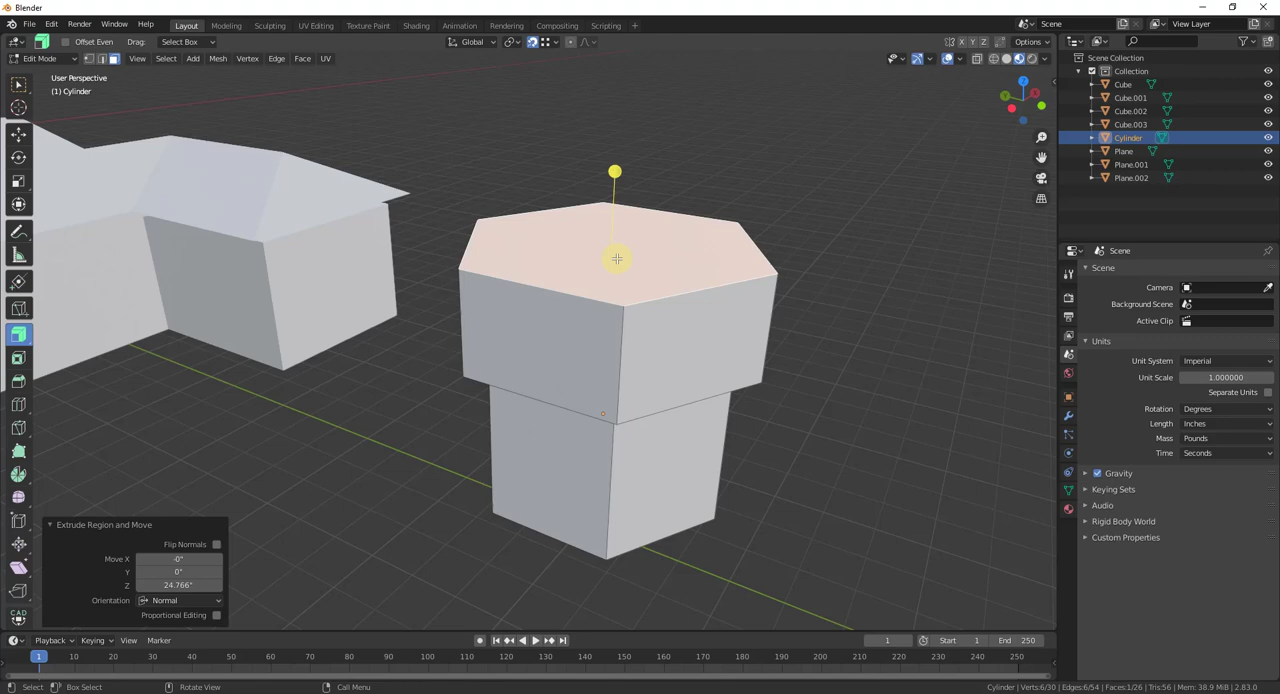 Blender
File Edit Render Window Help
Layout Modeling Sculpting UV Editing Texture Paint Shading Animation Rendering Compositing Scripting +
Scene
View Layer
Offset Even Drag: Select Box
Global
X Y Z Options
Edit Mode
View Select Add Mesh Vertex Edge Face UV
User Perspective
(1) Cylinder
Z
Y
X
CAD
Extrude Region and Move
Flip Normals
Move X -0"
Y 0"
Z 24.766"
Orientation Normal
Proportional Editing
Scene Collection
Collection
Cube
Cube.001
Cube.002
Cube.003
Cylinder
Plane
Plane.001
Plane.002
Scene
Scene
Camera
Background Scene
Active Clip
Units
Unit System Imperial
Unit Scale 1.000000
Separate Units
Rotation Degrees
Length Inches
Mass Pounds
Time Seconds
Gravity
Keying Sets
Audio
Rigid Body World
Custom Properties
Playback Keying View Marker
1 Start 1 End 250
1 10 20 30 40 50 60 70 80 90 100 110 120 130 140 150 160 170 180 190 200 210 220 230 240 250
Select Box Select Rotate View Call Menu
Cylinder | Verts:6/30 | Edges:6/54 | Faces:1/26 | Tris:56 | Mem: 38.9 MiB | 2.83.0